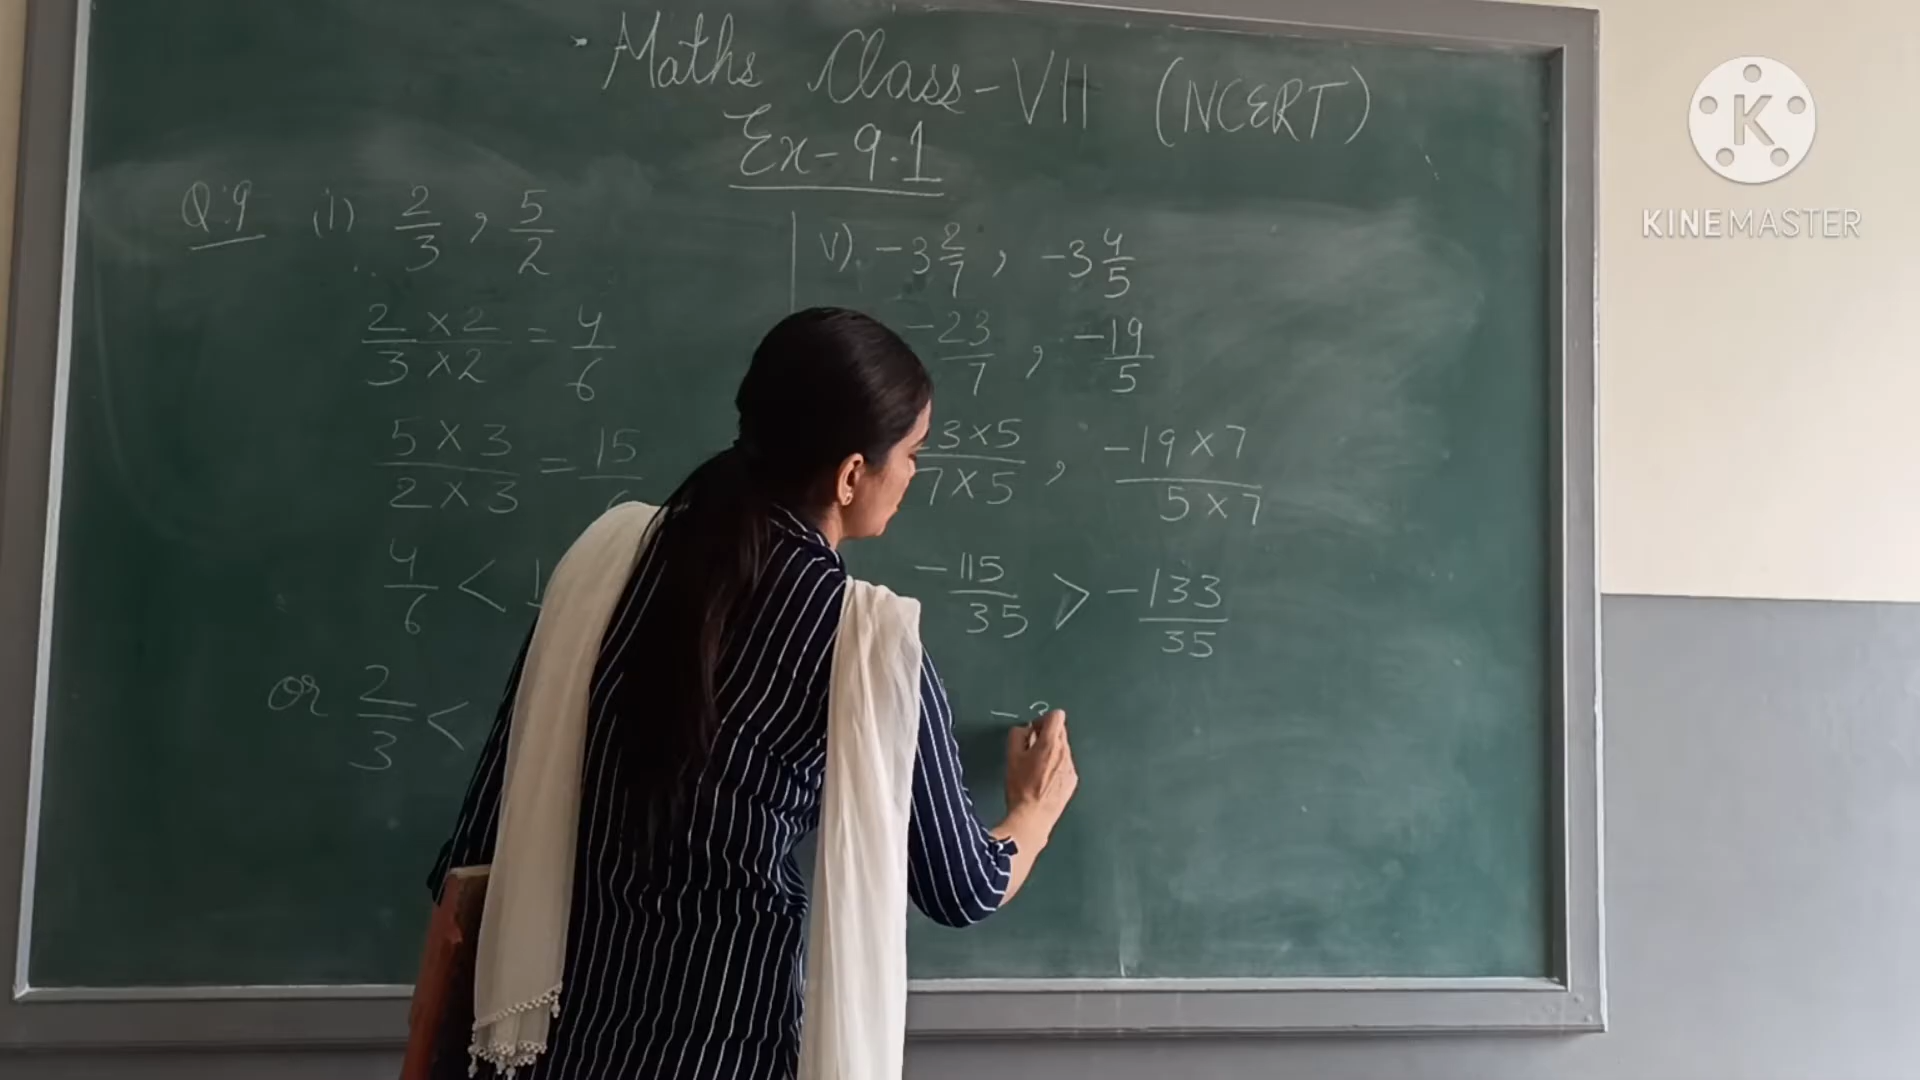 Maths Class-VII (NCERT)
Ex-9.1
Q.9 (i) 2/3 , 5/2
2×2/3×2 = 4/6
5×3/2×3 = 15/
4/6 < 1
or 2/3 <
v). -3 2/7 , -3 4/5
-23/7 , -19/5
3×5/7×5 , -19×7/5×7
-115/35 > -133/35
-3
K
KINEMASTER